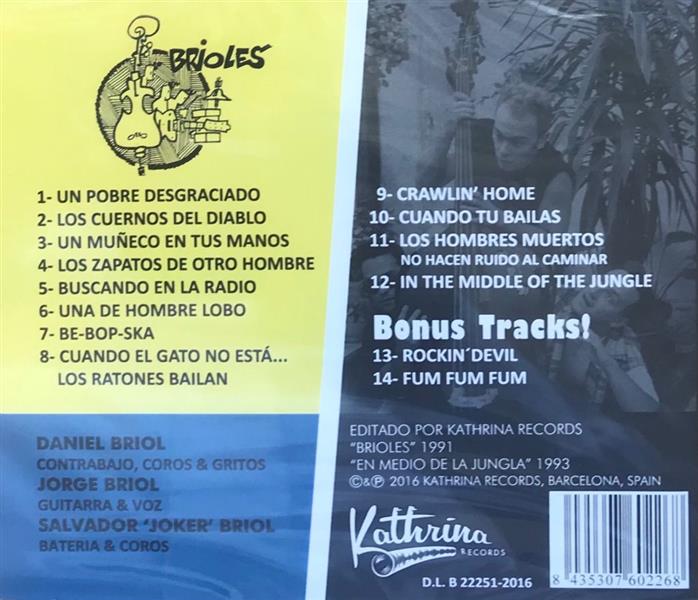 BRIOLES
1- UN POBRE DESGRACIADO
2- LOS CUERNOS DEL DIABLO
3- UN MUÑECO EN TUS MANOS
4- LOS ZAPATOS DE OTRO HOMBRE
5- BUSCANDO EN LA RADIO
6- UNA DE HOMBRE LOBO
7- BE-BOP-SKA
8- CUANDO EL GATO NO ESTÁ...
LOS RATONES BAILAN
9- CRAWLIN' HOME
10- CUANDO TU BAILAS
11- LOS HOMBRES MUERTOS
NO HACEN RUIDO AL CAMINAR
12- IN THE MIDDLE OF THE JUNGLE
Bonus Tracks!
13- ROCKIN´DEVIL
14- FUM FUM FUM
DANIEL BRIOL
CONTRABAJO, COROS & GRITOS
JORGE BRIOL
GUITARRA & VOZ
SALVADOR 'JOKER' BRIOL
BATERIA & COROS
EDITADO POR KATHRINA RECORDS
"BRIOLES" 1991
"EN MEDIO DE LA JUNGLA" 1993
©&℗ 2016 KATHRINA RECORDS, BARCELONA, SPAIN
Kathrina
RECORDS
D.L. B 22251-2016
8 435307 602268